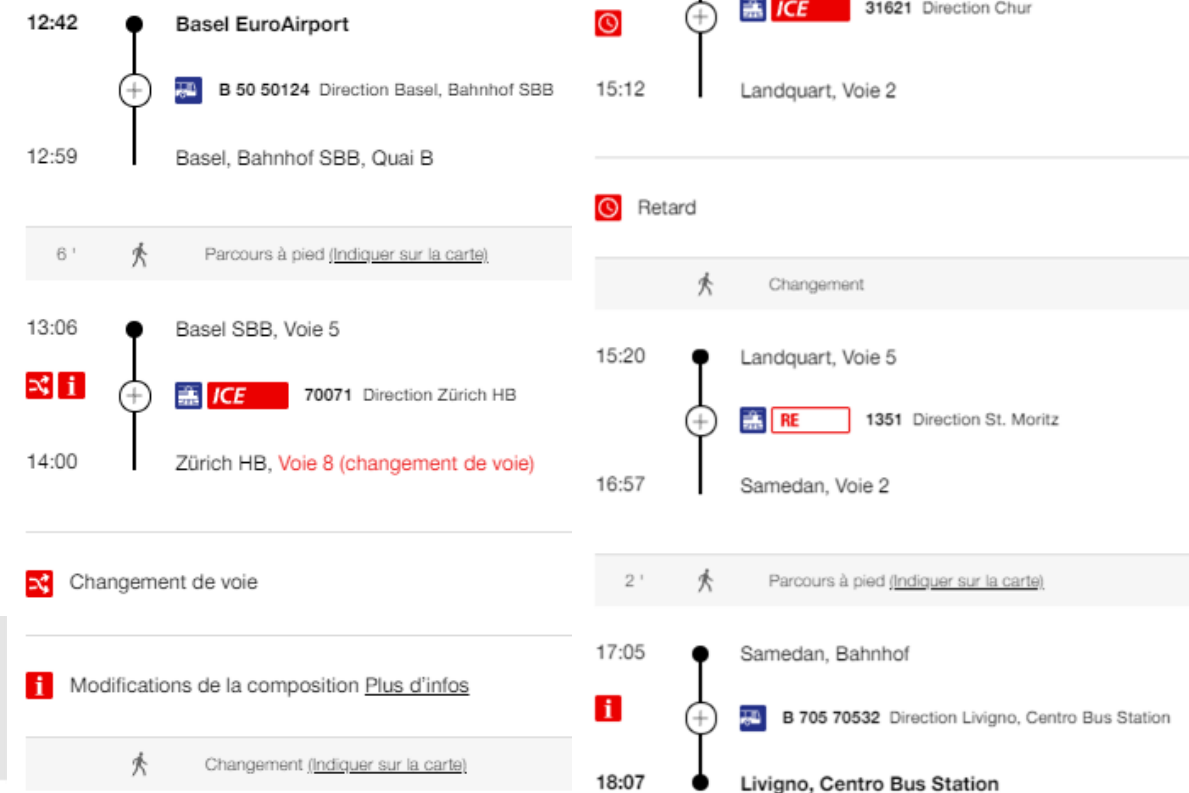 12:42 Basel EuroAirport
B 50 50124 Direction Basel, Bahnhof SBB
12:59 Basel, Bahnhof SBB, Quai B
6 ' Parcours à pied (Indiquer sur la carte)
13:06 Basel SBB, Voie 5
i ICE 70071 Direction Zürich HB
14:00 Zürich HB, Voie 8 (changement de voie)
Changement de voie
i Modifications de la composition Plus d'infos
Changement (Indiquer sur la carte)
ICE 31621 Direction Chur
15:12 Landquart, Voie 2
Retard
Changement
15:20 Landquart, Voie 5
RE 1351 Direction St. Moritz
16:57 Samedan, Voie 2
2 ' Parcours à pied (Indiquer sur la carte)
17:05 Samedan, Bahnhof
i B 705 70532 Direction Livigno, Centro Bus Station
18:07 Livigno, Centro Bus Station